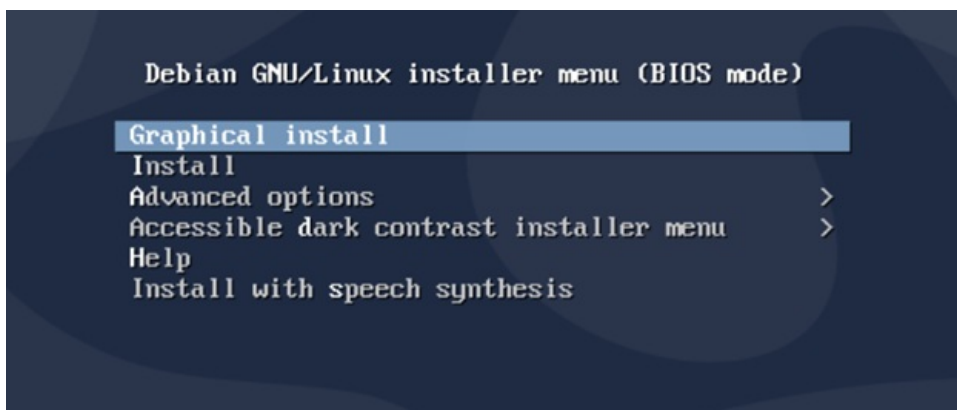 Debian GNU/Linux installer menu (BIOS mode)
Graphical install
Install
Advanced options >
Accessible dark contrast installer menu >
Help
Install with speech synthesis